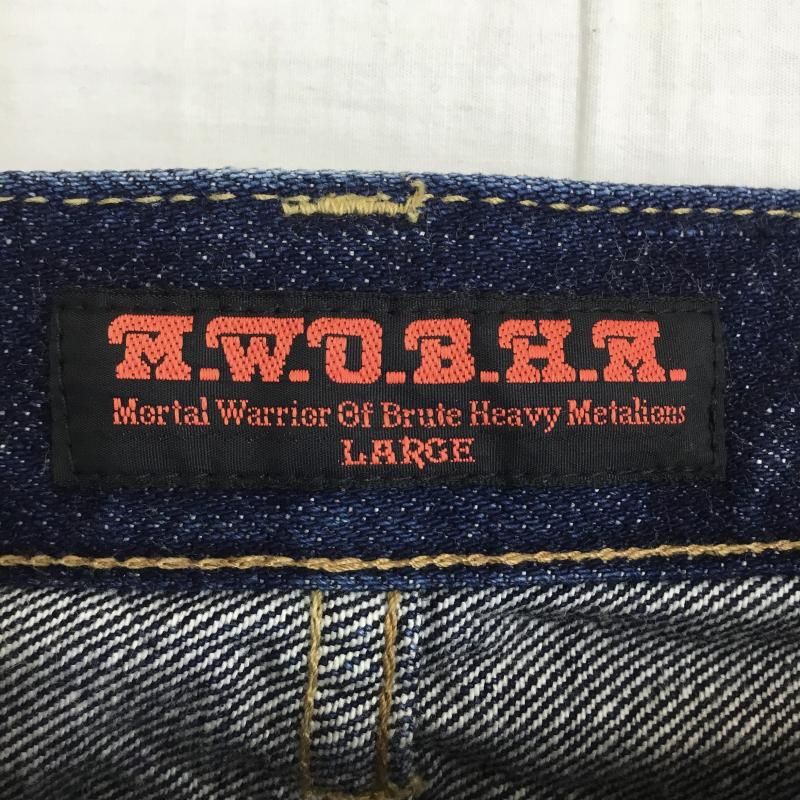 M.W.O.B.H.M.
Mortal Warrior Of Brute Heavy Metalions
LARGE